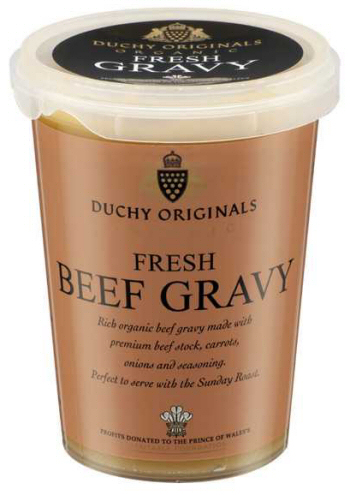 DUCHY ORIGINALS
ORGANIC
FRESH
GRAVY
DUCHY ORIGINALS
FRESH
BEEF GRAVY
Rich organic beef gravy made with
premium beef stock, carrots,
onions and seasoning.
Perfect to serve with the Sunday Roast.
PROFITS DONATED TO THE PRINCE OF WALES'S